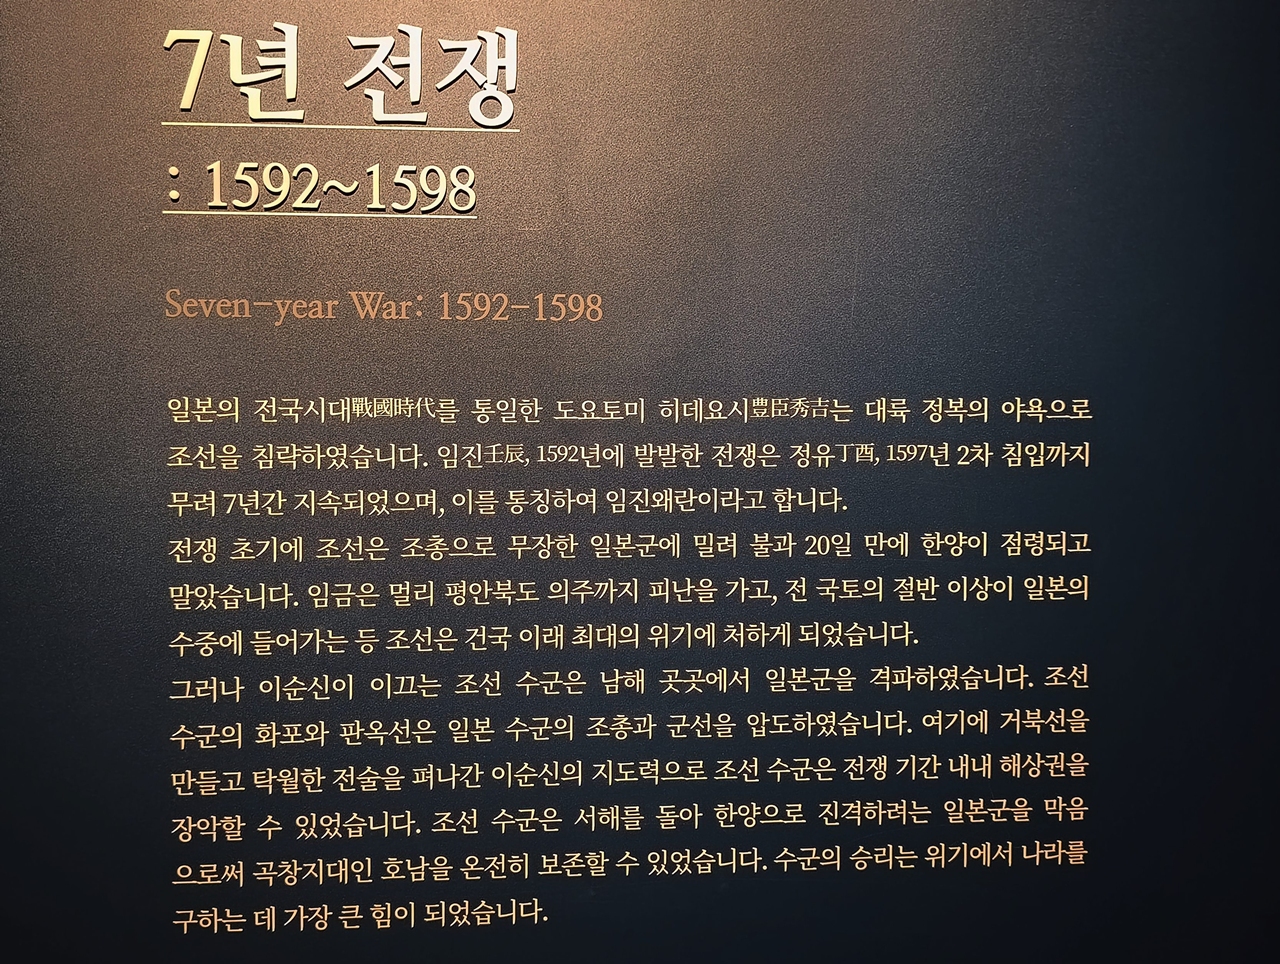 7년 전쟁
: 1592~1598
Seven-year War: 1592-1598
일본의 전국시대戰國時代를 통일한 도요토미 히데요시豊臣秀吉는 대륙 정복의 야욕으로
조선을 침략하였습니다. 임진壬辰, 1592년에 발발한 전쟁은 정유丁酉, 1597년 2차 침입까지
무려 7년간 지속되었으며, 이를 통칭하여 임진왜란이라고 합니다.
전쟁 초기에 조선은 조총으로 무장한 일본군에 밀려 불과 20일 만에 한양이 점령되고
말았습니다. 임금은 멀리 평안북도 의주까지 피난을 가고, 전 국토의 절반 이상이 일본의
수중에 들어가는 등 조선은 건국 이래 최대의 위기에 처하게 되었습니다.
그러나 이순신이 이끄는 조선 수군은 남해 곳곳에서 일본군을 격파하였습니다. 조선
수군의 화포와 판옥선은 일본 수군의 조총과 군선을 압도하였습니다. 여기에 거북선을
만들고 탁월한 전술을 펴나간 이순신의 지도력으로 조선 수군은 전쟁 기간 내내 해상권을
장악할 수 있었습니다. 조선 수군은 서해를 돌아 한양으로 진격하려는 일본군을 막음
으로써 곡창지대인 호남을 온전히 보존할 수 있었습니다. 수군의 승리는 위기에서 나라를
구하는 데 가장 큰 힘이 되었습니다.